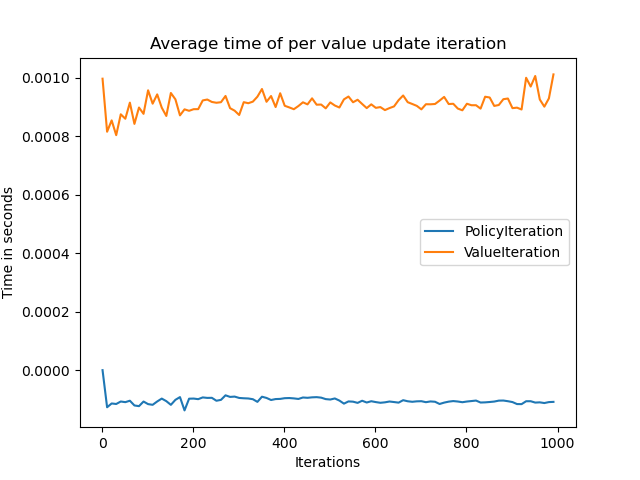 Average time of per value update iteration
0.0010
0.0008
0.0006
0.0004
0.0002
0.0000
Time in seconds
PolicyIteration
ValueIteration
0
200
400
600
800
1000
Iterations